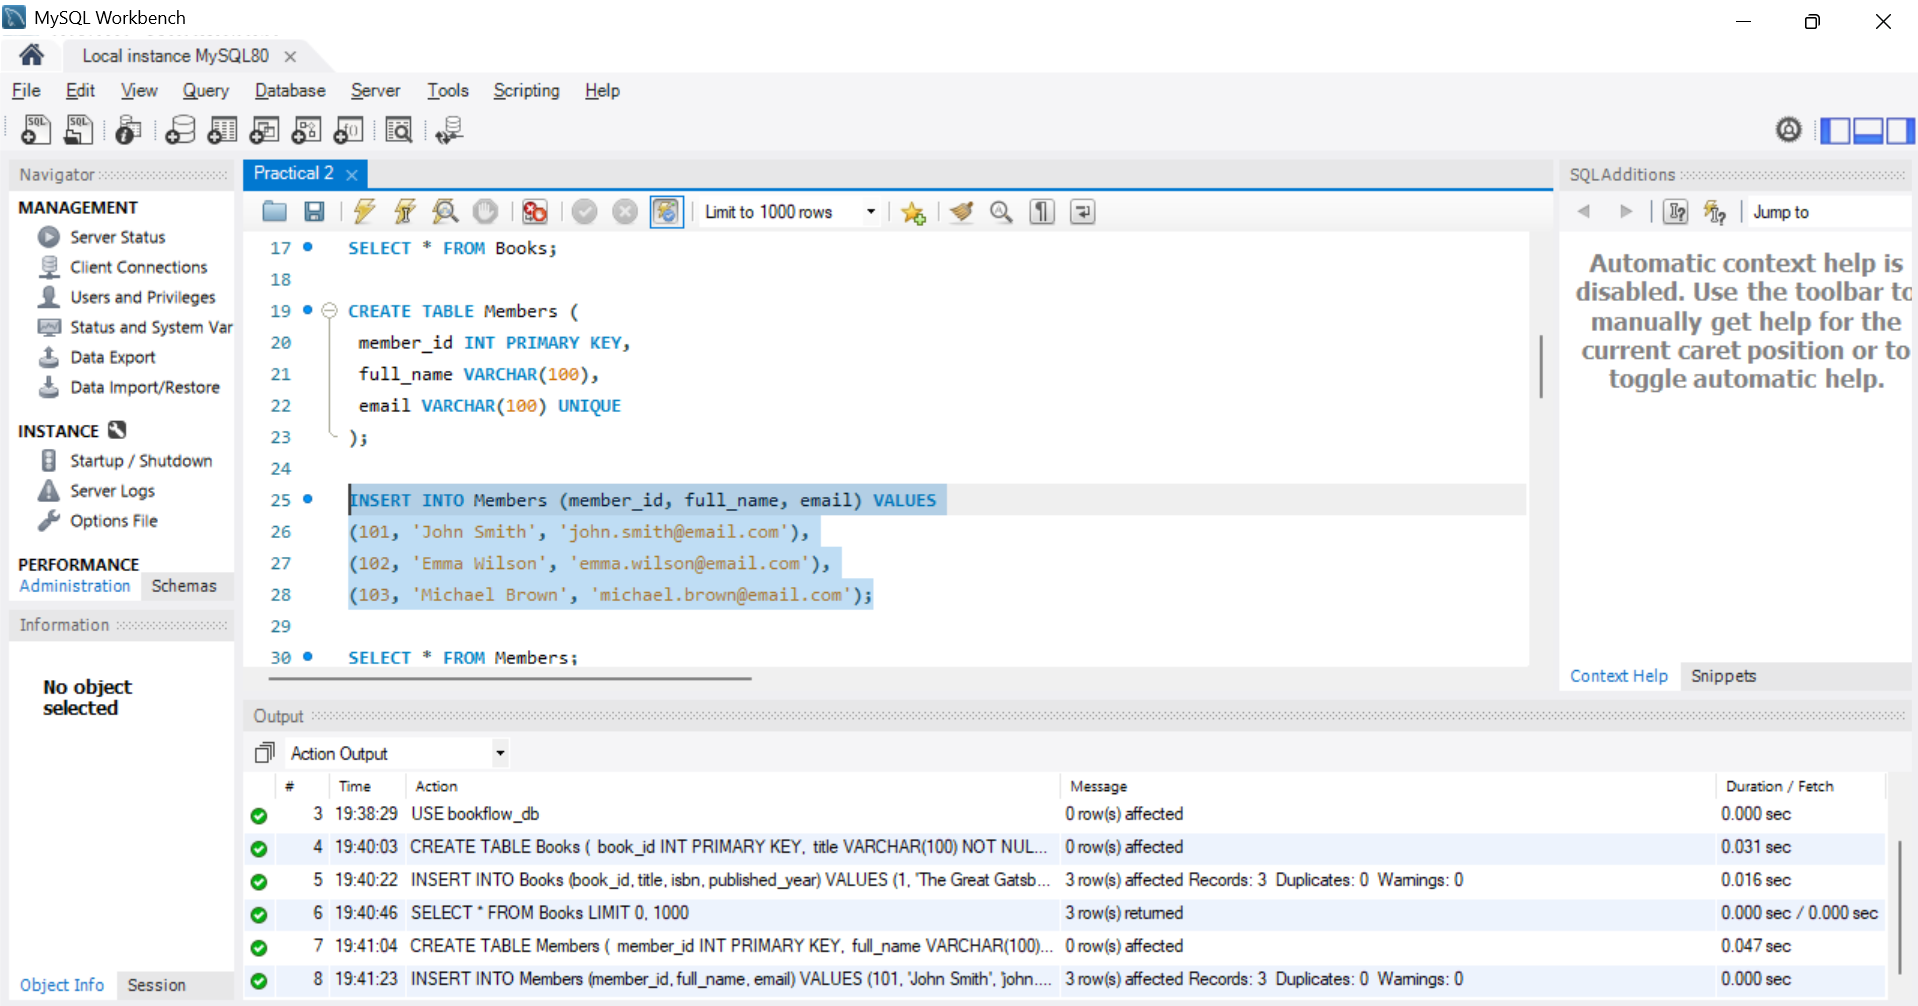 MySQL Workbench
Local instance MySQL80
File Edit View Query Database Server Tools Scripting Help
Navigator
MANAGEMENT
Server Status
Client Connections
Users and Privileges
Status and System Var
Data Export
Data Import/Restore
INSTANCE
Startup / Shutdown
Server Logs
Options File
PERFORMANCE
Administration Schemas
Information
No object
selected
Object Info Session
Practical 2
Limit to 1000 rows
17 SELECT * FROM Books;
18
19 CREATE TABLE Members (
20 member_id INT PRIMARY KEY,
21 full_name VARCHAR(100),
22 email VARCHAR(100) UNIQUE
23 );
24
25 INSERT INTO Members (member_id, full_name, email) VALUES
26 (101, 'John Smith', 'john.smith@email.com'),
27 (102, 'Emma Wilson', 'emma.wilson@email.com'),
28 (103, 'Michael Brown', 'michael.brown@email.com');
29
30 SELECT * FROM Members;
SQLAdditions
Jump to
Automatic context help is
disabled. Use the toolbar to
manually get help for the
current caret position or to
toggle automatic help.
Context Help Snippets
Output
Action Output
# Time Action Message Duration / Fetch
3 19:38:29 USE bookflow_db 0 row(s) affected 0.000 sec
4 19:40:03 CREATE TABLE Books ( book_id INT PRIMARY KEY, title VARCHAR(100) NOT NUL... 0 row(s) affected 0.031 sec
5 19:40:22 INSERT INTO Books (book_id, title, isbn, published_year) VALUES (1, 'The Great Gatsb... 3 row(s) affected Records: 3 Duplicates: 0 Warnings: 0 0.016 sec
6 19:40:46 SELECT * FROM Books LIMIT 0, 1000 3 row(s) returned 0.000 sec / 0.000 sec
7 19:41:04 CREATE TABLE Members ( member_id INT PRIMARY KEY, full_name VARCHAR(100)... 0 row(s) affected 0.047 sec
8 19:41:23 INSERT INTO Members (member_id, full_name, email) VALUES (101, 'John Smith', 'john.... 3 row(s) affected Records: 3 Duplicates: 0 Warnings: 0 0.000 sec